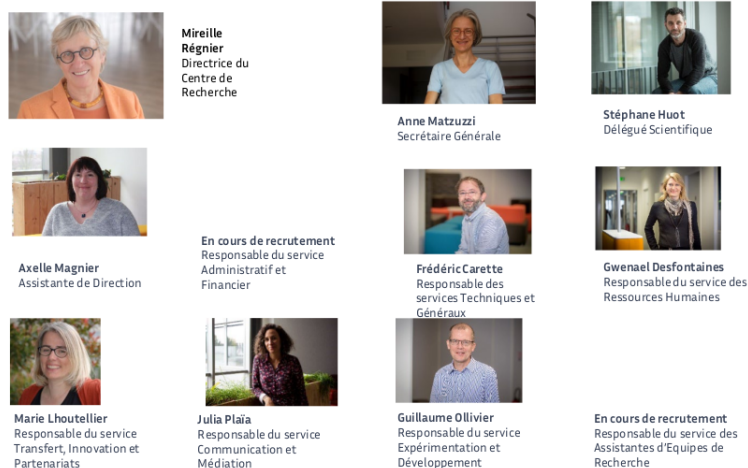 Mireille
Régnier
Directrice du
Centre de
Recherche
Anne Matzuzzi
Secrétaire Générale
Stéphane Huot
Délégué Scientifique
Axelle Magnier
Assistante de Direction
En cours de recrutement
Responsable du service
Administratif et
Financier
Frédéric Carette
Responsable des
services Techniques et
Généraux
Gwenael Desfontaines
Responsable du service des
Ressources Humaines
Marie Lhoutellier
Responsable du service
Transfert, Innovation et
Partenariats
Julia Plaïa
Responsable du service
Communication et
Médiation
Guillaume Ollivier
Responsable du service
Expérimentation et
Développement
En cours de recrutement
Responsable du service des
Assistantes d'Equipes de
Recherche